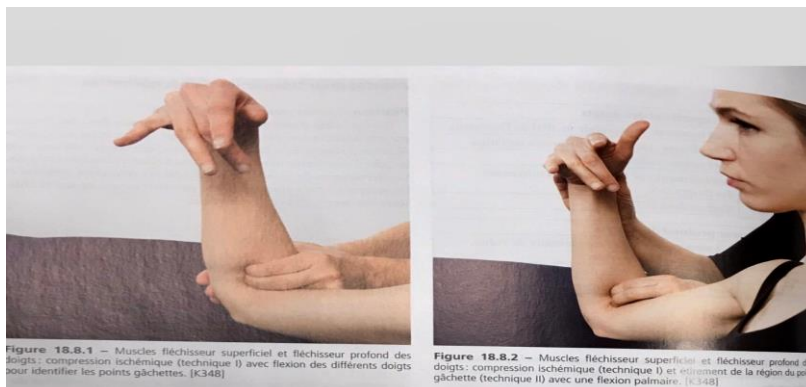 Figure 18.8.1 – Muscles fléchisseur superficiel et fléchisseur profond des
doigts : compression ischémique (technique I) avec flexion des différents doigts
pour identifier les points gâchettes. [K348]
Figure 18.8.2 – Muscles fléchisseur superficiel et fléchisseur profond
doigts : compression ischémique (technique I) et étirement de la région du
gâchette (technique II) avec une flexion palmaire. [K348]